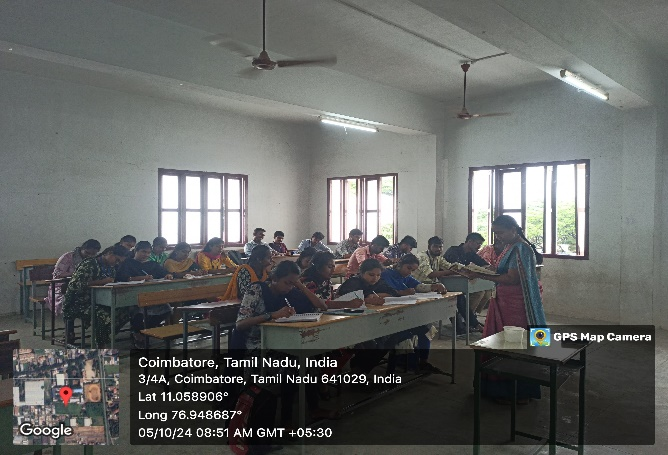 GPS Map Camera
Coimbatore, Tamil Nadu, India
3/4A, Coimbatore, Tamil Nadu 641029, India
Lat 11.058906°
Long 76.948687°
05/10/24 08:51 AM GMT +05:30
Google